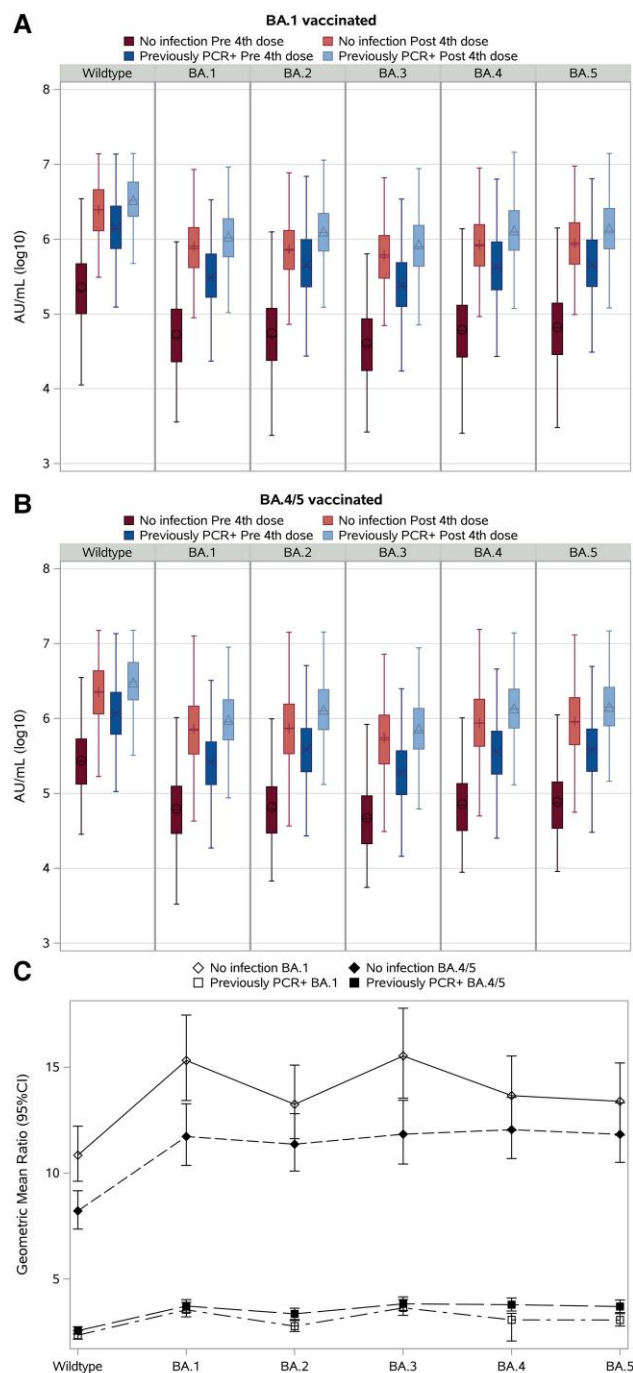 A
BA.1 vaccinated
No infection Pre 4th dose No infection Post 4th dose
Previously PCR+ Pre 4th dose Previously PCR+ Post 4th dose
Wildtype BA.1 BA.2 BA.3 BA.4 BA.5
8
7
6
5
4
3
AU/mL (log10)
B
BA.4/5 vaccinated
No infection Pre 4th dose No infection Post 4th dose
Previously PCR+ Pre 4th dose Previously PCR+ Post 4th dose
Wildtype BA.1 BA.2 BA.3 BA.4 BA.5
8
7
6
5
4
3
AU/mL (log10)
C
No infection BA.1 No infection BA.4/5
Previously PCR+ BA.1 Previously PCR+ BA.4/5
15
10
5
Geometric Mean Ratio (95%CI)
Wildtype BA.1 BA.2 BA.3 BA.4 BA.5